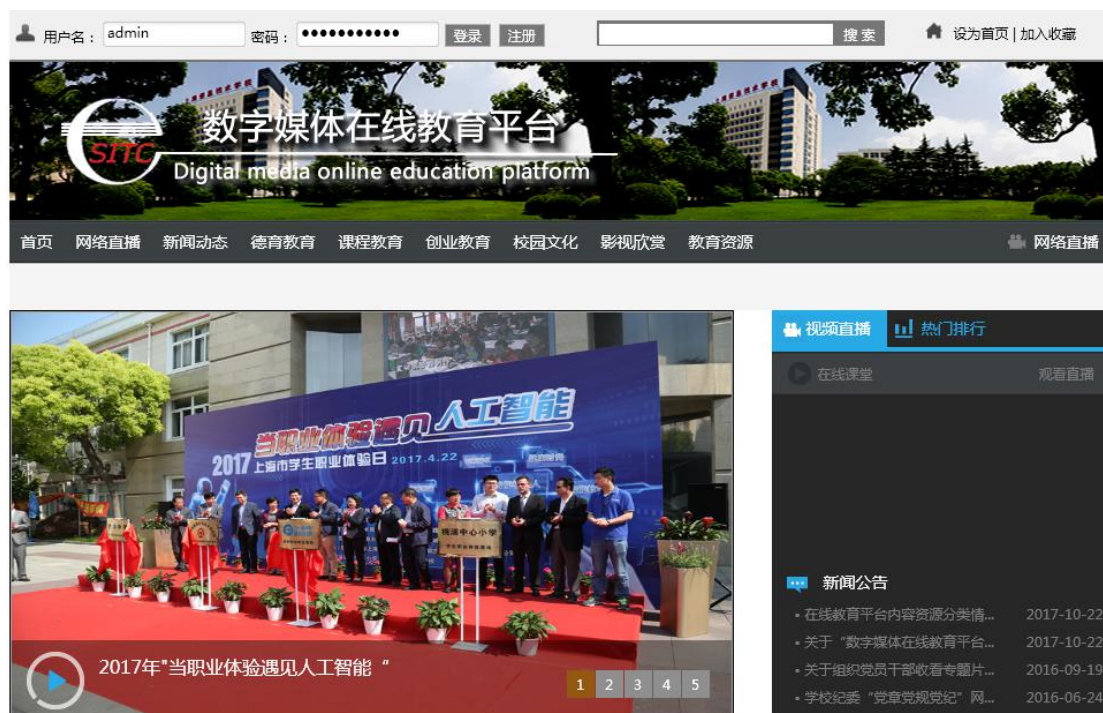 用户名： admin 密码： ●●●●●●●●●●● 登录 注册 搜索 设为首页 | 加入收藏
SITC
数字媒体在线教育平台
Digital media online education platform
首页 网络直播 新闻动态 德育教育 课程教育 创业教育 校园文化 影视欣赏 教育资源 网络直播
当职业体验遇见人工智能
2017 上海市学生职业体验日 2017.4.22
桃浦中心小学
2017年"当职业体验遇见人工智能“
1 2 3 4 5
视频直播 热门排行
在线课堂 观看直播
新闻公告
• 在线教育平台内容资源分类情... 2017-10-22
• 关于“数字媒体在线教育平台... 2017-10-22
• 关于组织党员干部收看专题片... 2016-09-19
• 学校纪委“党章党规党纪”网... 2016-06-24